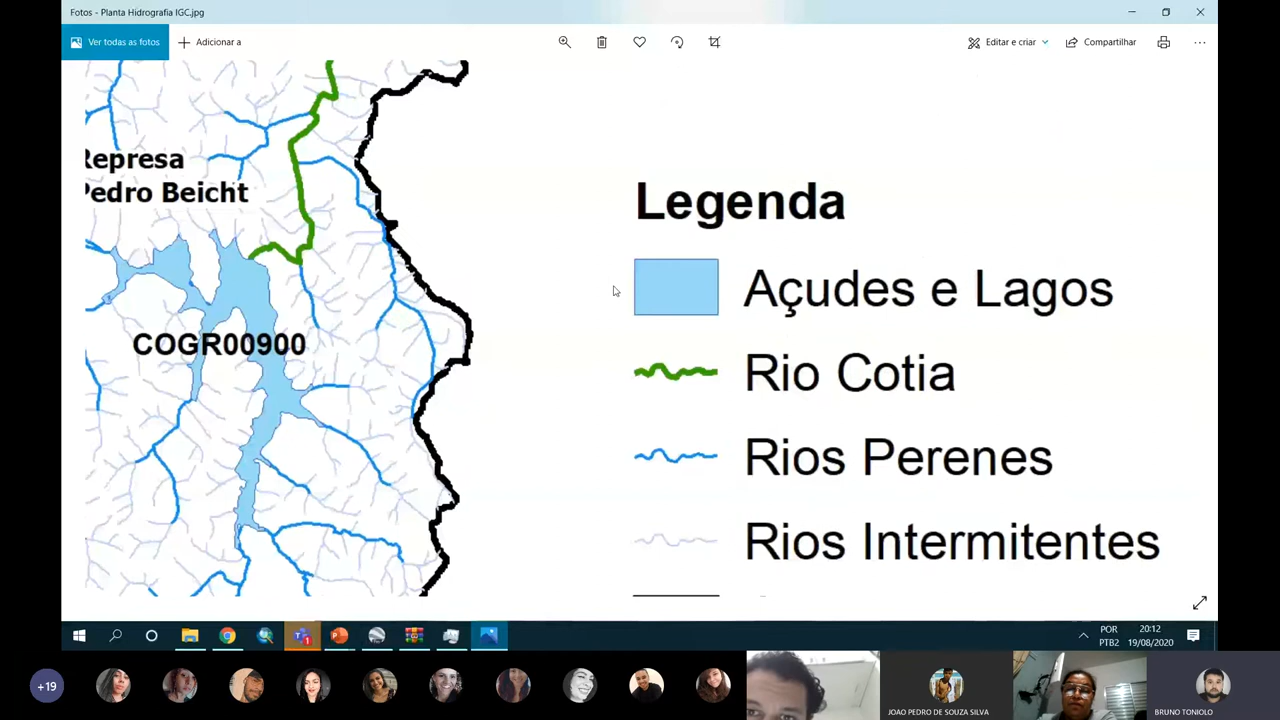 Fotos - Planta Hidrografia IGC.jpg
Ver todas as fotos
Adicionar a
Editar e criar
Compartilhar
Represa
Pedro Beicht
COGR00900
Legenda
Açudes e Lagos
Rio Cotia
Rios Perenes
Rios Intermitentes
POR
PTB2
20:12
19/08/2020
+19
JOAO PEDRO DE SOUZA SILVA
BRUNO TONIOLO